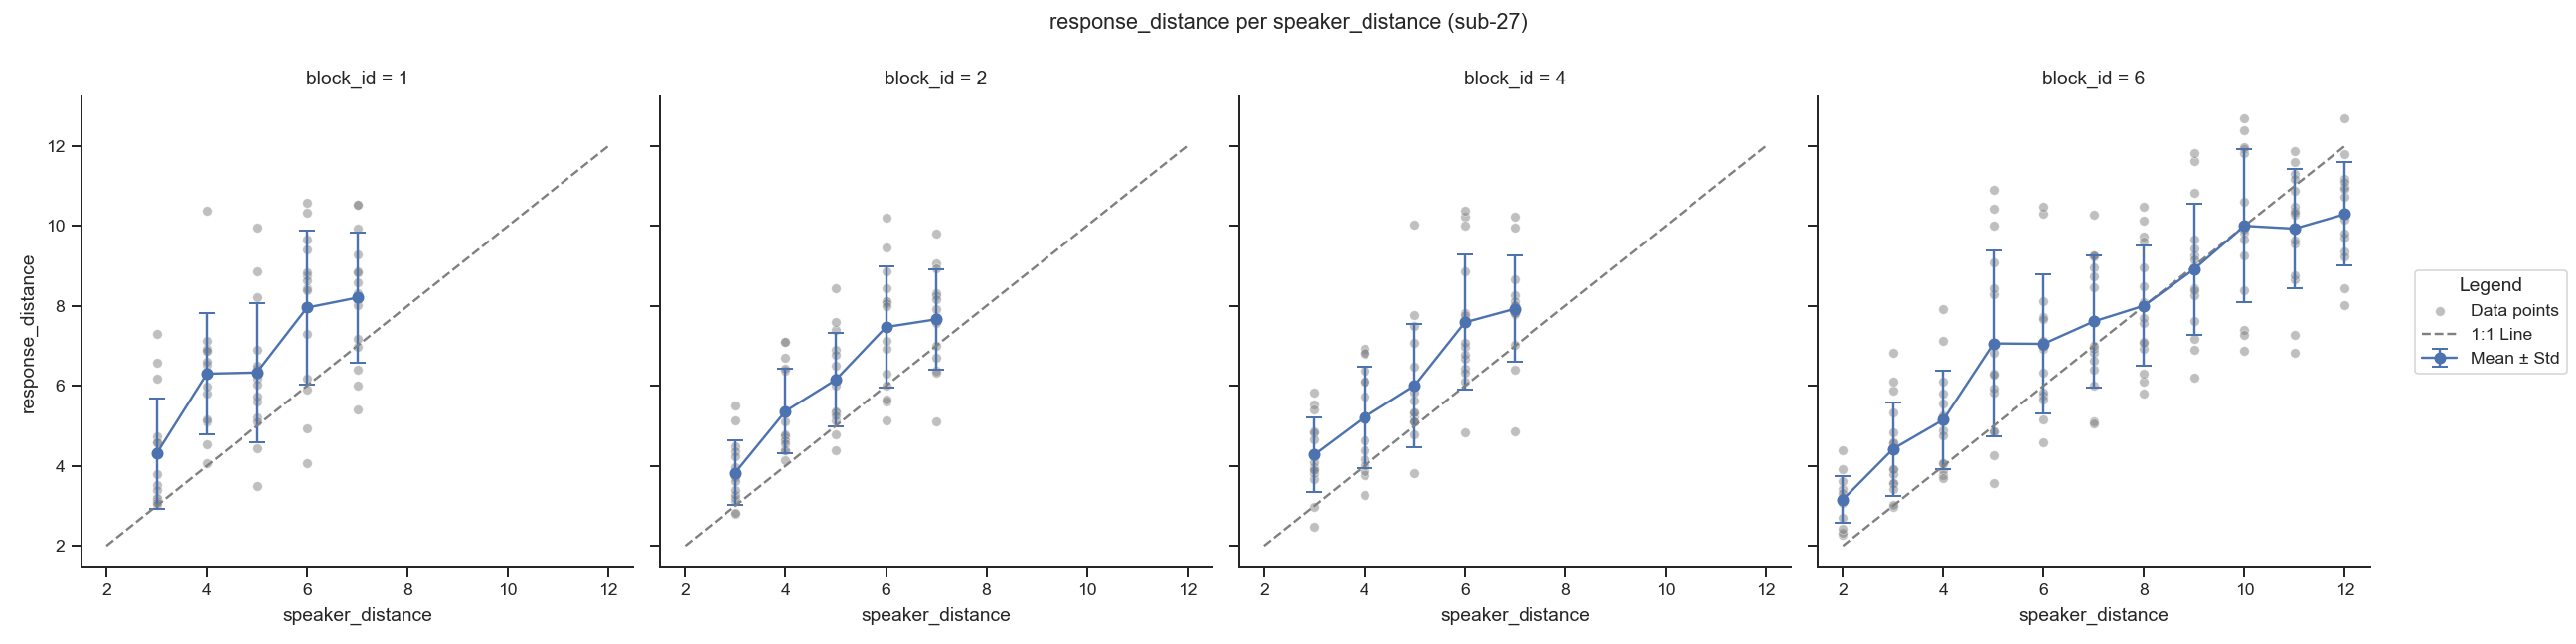 response_distance per speaker_distance (sub-27)
block_id = 1
block_id = 2
block_id = 4
block_id = 6
response_distance
12
10
8
6
4
2
2 4 6 8 10 12
2 4 6 8 10 12
2 4 6 8 10 12
2 4 6 8 10 12
speaker_distance
speaker_distance
speaker_distance
speaker_distance
Legend
Data points
1:1 Line
Mean ± Std